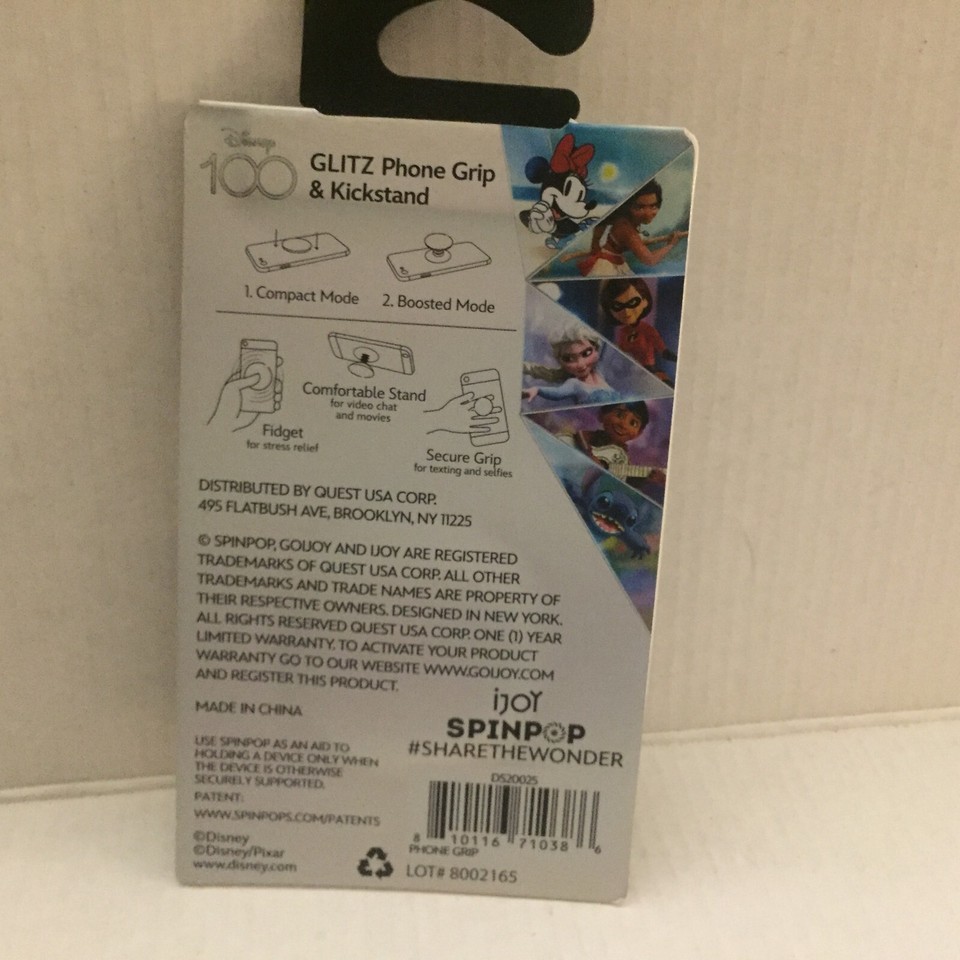 Disney
100
GLITZ Phone Grip
& Kickstand
1. Compact Mode
2. Boosted Mode
Comfortable Stand
for video chat
and movies
Fidget
for stress relief
Secure Grip
for texting and selfies
DISTRIBUTED BY QUEST USA CORP.
495 FLATBUSH AVE, BROOKLYN, NY 11225
© SPINPOP, GOIJOY AND IJOY ARE REGISTERED
TRADEMARKS OF QUEST USA CORP. ALL OTHER
TRADEMARKS AND TRADE NAMES ARE PROPERTY OF
THEIR RESPECTIVE OWNERS. DESIGNED IN NEW YORK.
ALL RIGHTS RESERVED QUEST USA CORP. ONE (1) YEAR
LIMITED WARRANTY. TO ACTIVATE YOUR PRODUCT
WARRANTY GO TO OUR WEBSITE WWW.GOIJOY.COM
AND REGISTER THIS PRODUCT.
MADE IN CHINA
iJOY
SPINPOP
#SHARETHEWONDER
USE SPINPOP AS AN AID TO
HOLDING A DEVICE ONLY WHEN
THE DEVICE IS OTHERWISE
SECURELY SUPPORTED.
PATENT:
WWW.SPINPOPS.COM/PATENTS
©Disney
©Disney/Pixar
www.disney.com
DS20025
8 10116 71038 6
PHONE GRIP
LOT# 8002165